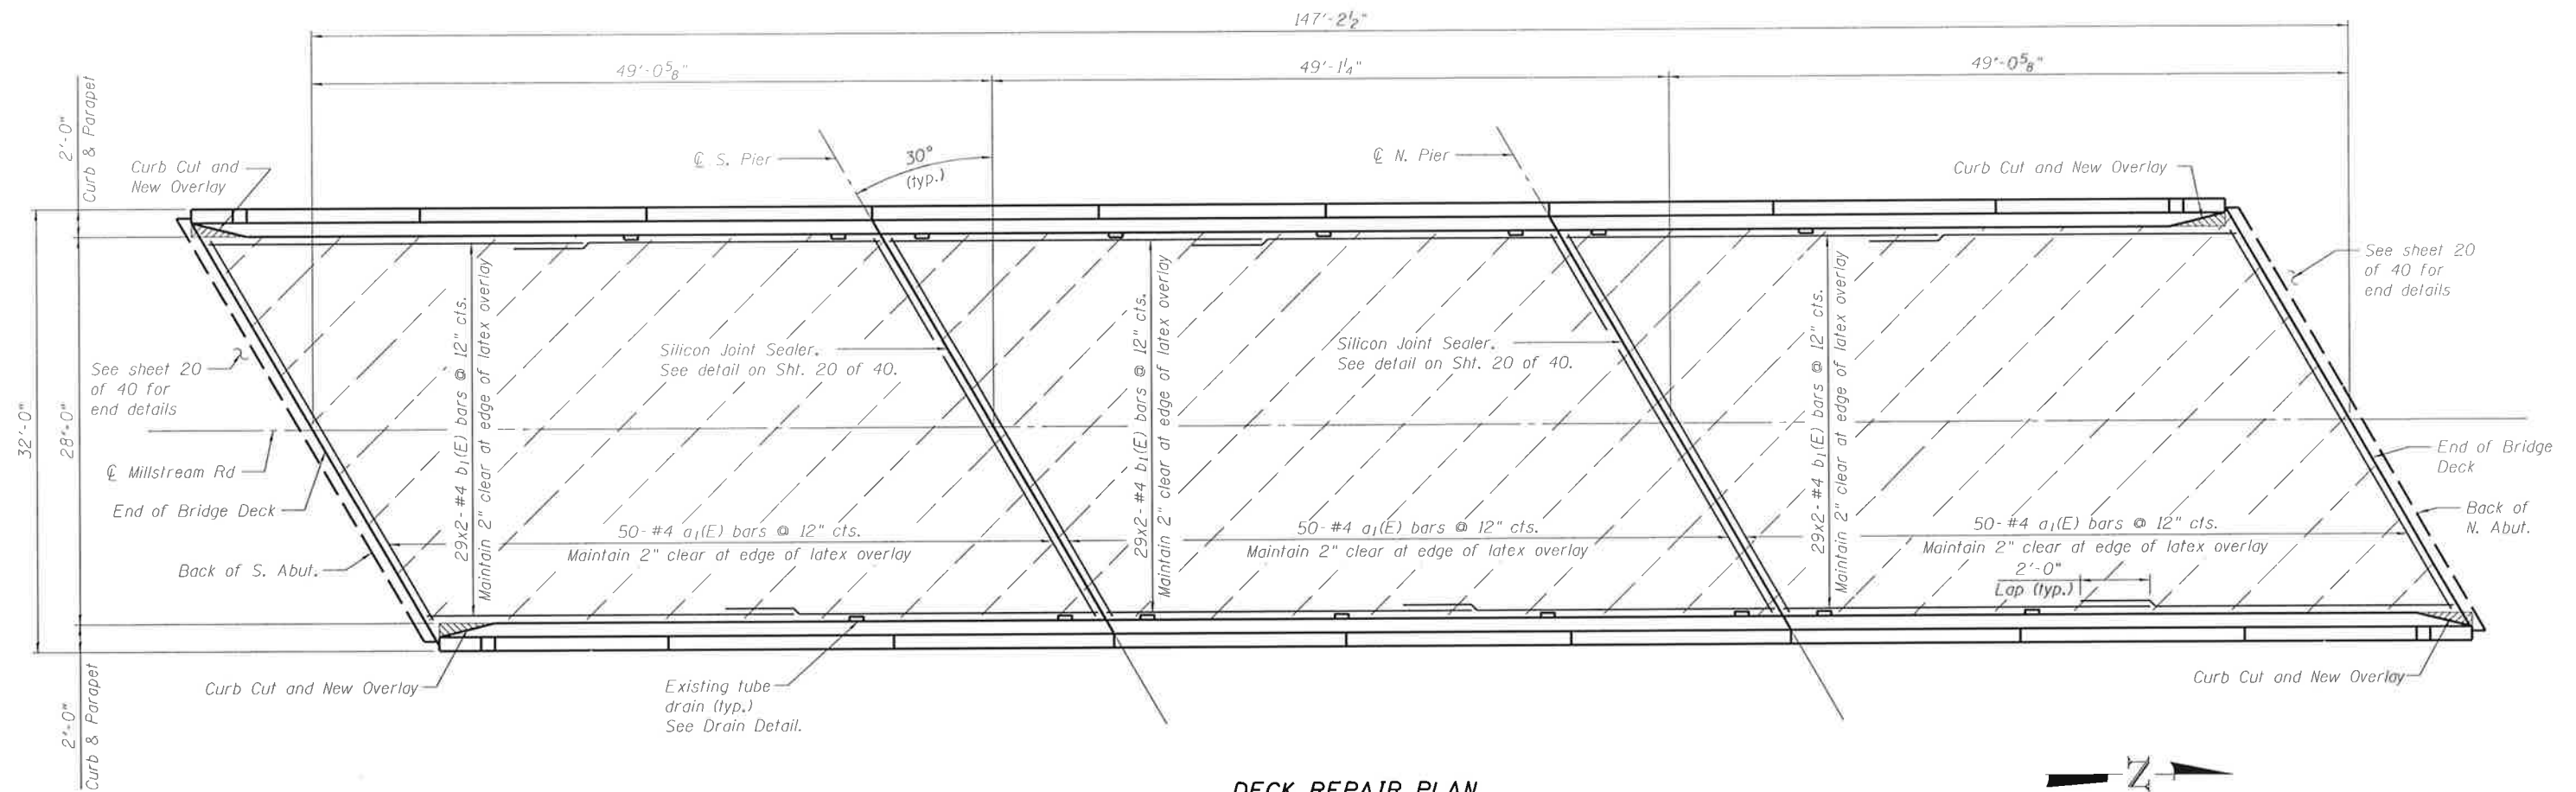 147'-2½"
49'-0⅝"
49'-1¼"
49'-0⅝"
2'-0"
Curb & Parapet
Curb Cut and
New Overlay
℄ S. Pier
30°
(typ.)
℄ N. Pier
Curb Cut and New Overlay
See sheet 20
of 40 for
end details
32'-0"
28'-0"
See sheet 20
of 40 for
end details
29x2- #4 b₁(E) bars @ 12" cts.
Maintain 2" clear at edge of latex overlay
Silicon Joint Sealer.
See detail on Sht. 20 of 40.
29x2- #4 b₁(E) bars @ 12" cts.
Maintain 2" clear at edge of latex overlay
Silicon Joint Sealer.
See detail on Sht. 20 of 40.
29x2- #4 b₁(E) bars @ 12" cts.
Maintain 2" clear at edge of latex overlay
℄ Millstream Rd
End of Bridge Deck
Back of S. Abut.
End of Bridge
Deck
Back of
N. Abut.
50- #4 a₁(E) bars @ 12" cts.
Maintain 2" clear at edge of latex overlay
50- #4 a₁(E) bars @ 12" cts.
Maintain 2" clear at edge of latex overlay
50- #4 a₁(E) bars @ 12" cts.
Maintain 2" clear at edge of latex overlay
2'-0"
Lap (typ.)
2'-0"
Curb & Parapet
Curb Cut and New Overlay
Existing tube
drain (typ.)
See Drain Detail.
Curb Cut and New Overlay
DECK REPAIR PLAN
N